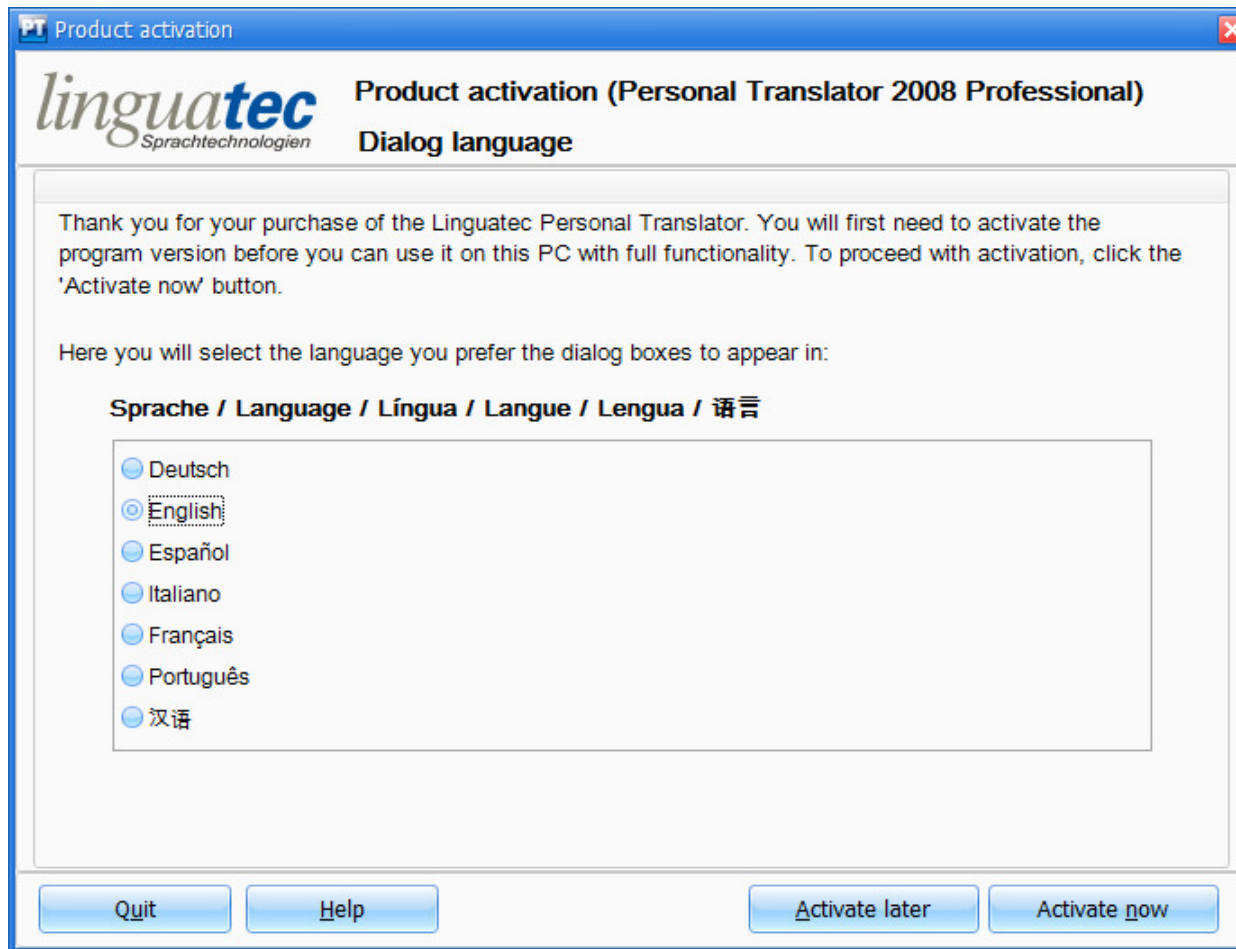 PT Product activation
linguatec
Sprachtechnologien
Product activation (Personal Translator 2008 Professional)
Dialog language
Thank you for your purchase of the Linguatec Personal Translator. You will first need to activate the
program version before you can use it on this PC with full functionality. To proceed with activation, click the
'Activate now' button.
Here you will select the language you prefer the dialog boxes to appear in:
Sprache / Language / Língua / Langue / Lengua / 语言
Deutsch
English
Español
Italiano
Français
Português
汉语
Quit Help Activate later Activate now